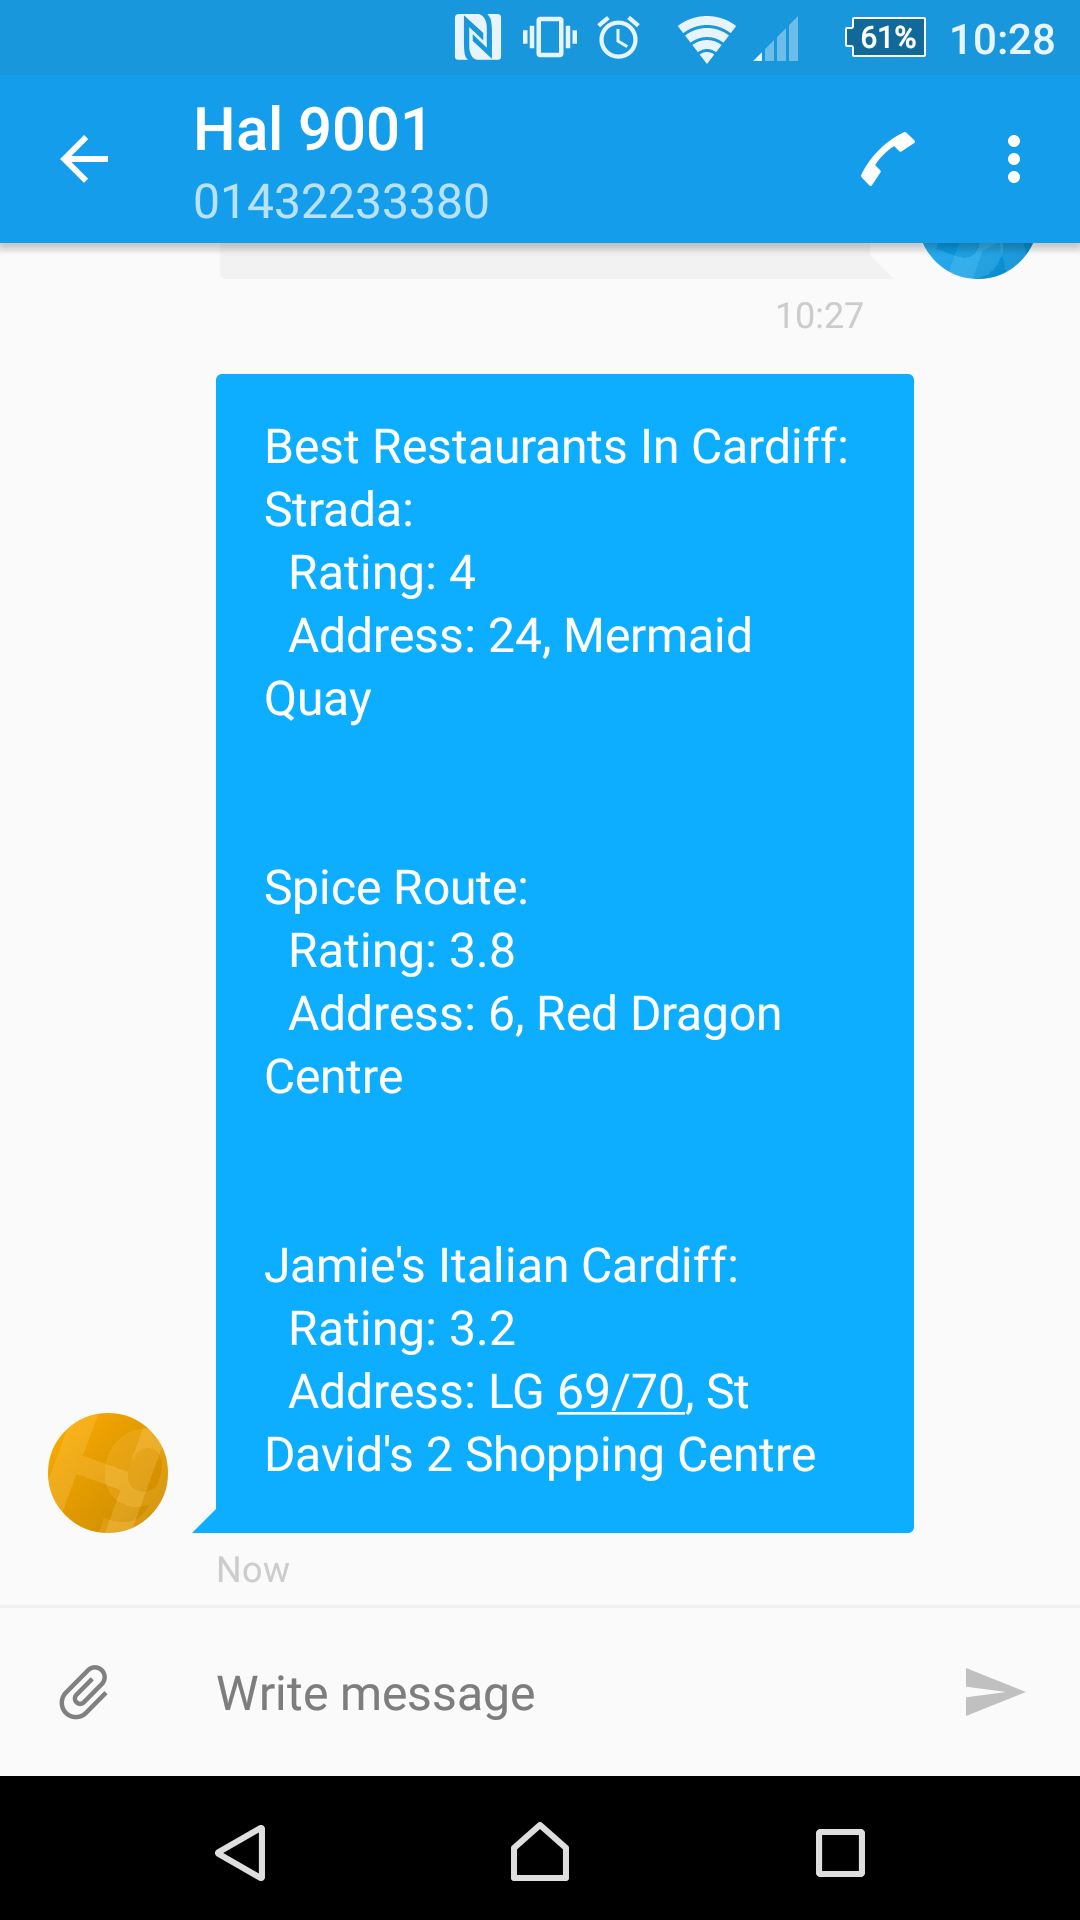 61% 10:28
Hal 9001
01432233380
10:27
Best Restaurants In Cardiff:
Strada:
Rating: 4
Address: 24, Mermaid
Quay
Spice Route:
Rating: 3.8
Address: 6, Red Dragon
Centre
Jamie's Italian Cardiff:
Rating: 3.2
Address: LG 69/70, St
David's 2 Shopping Centre
Now
Write message